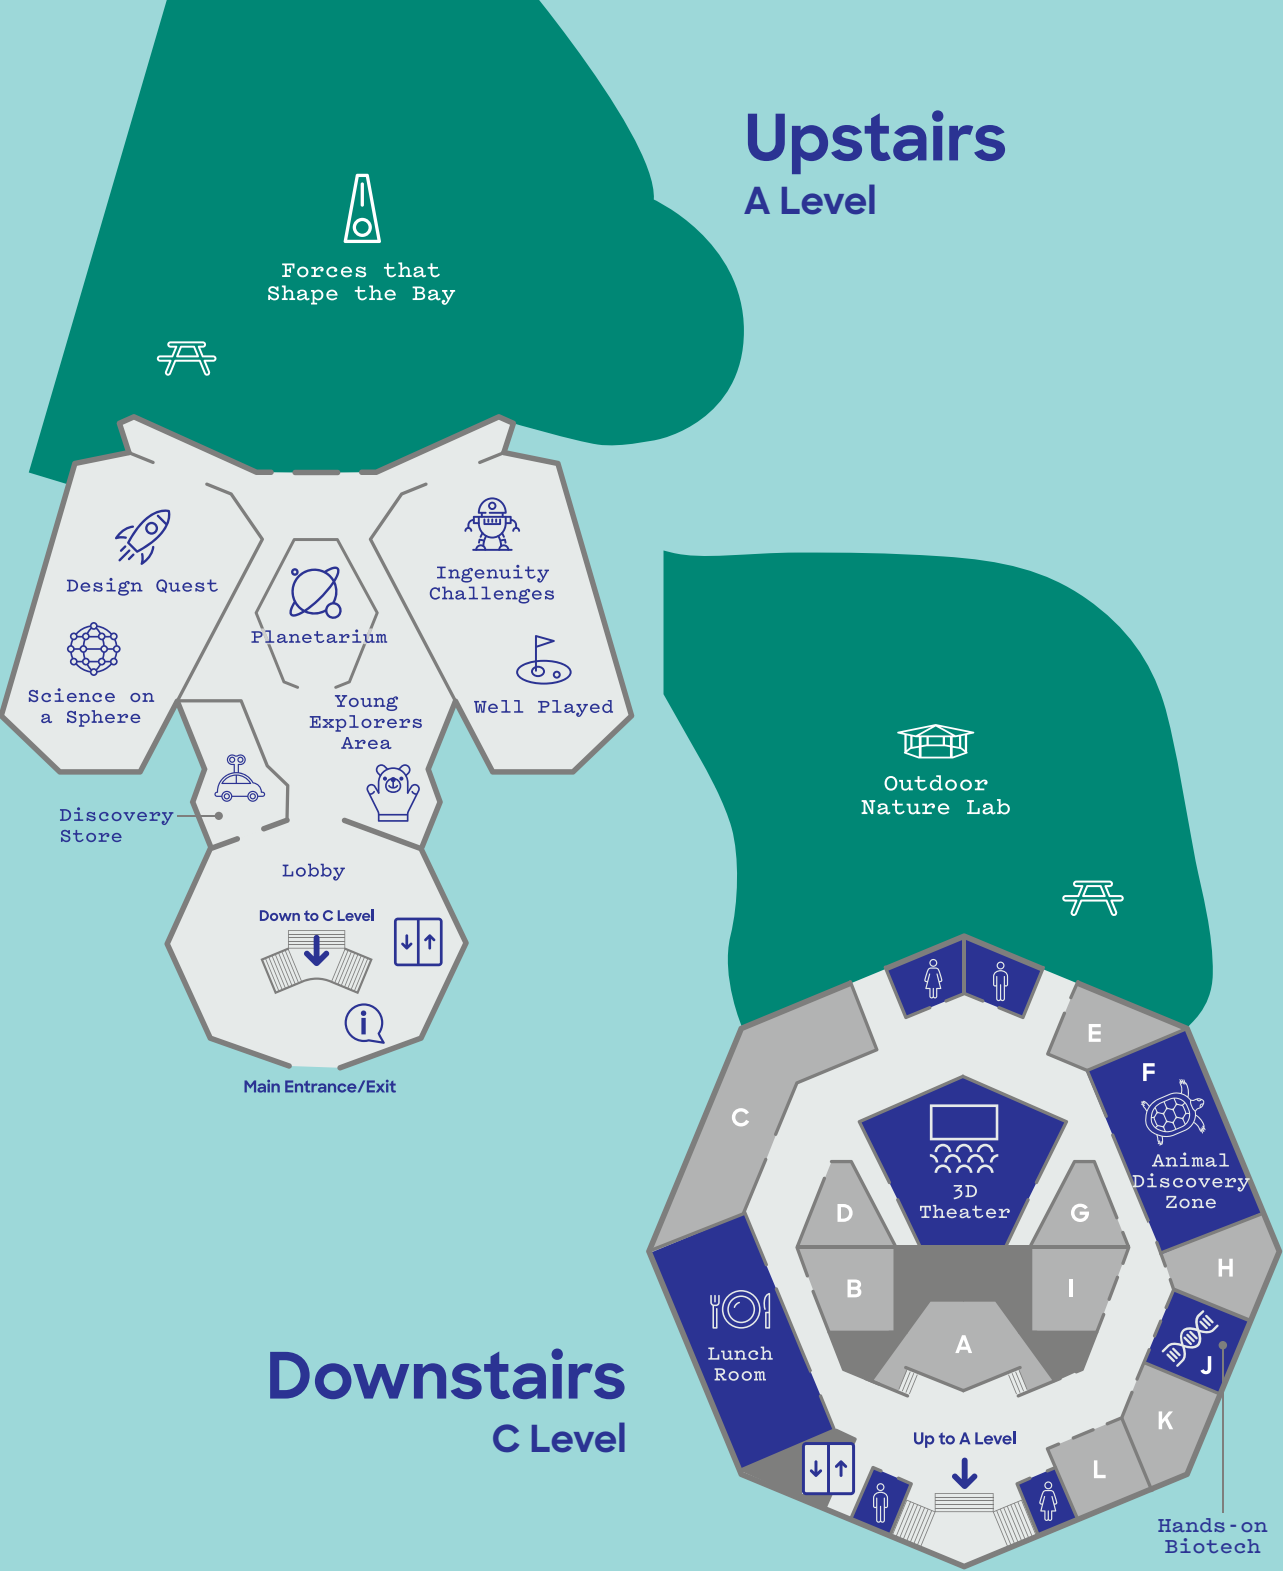 Upstairs
A Level
Forces that
Shape the Bay
Design Quest
Science on
a Sphere
Planetarium
Ingenuity
Challenges
Well Played
Young
Explorers
Area
Discovery
Store
Lobby
Down to C Level
i
Main Entrance/Exit
Outdoor
Nature Lab
E
F
Animal
Discovery
Zone
C
3D
Theater
D
G
B
I
H
A
J
Lunch
Room
K
L
Up to A Level
Downstairs
C Level
Hands-on
Biotech